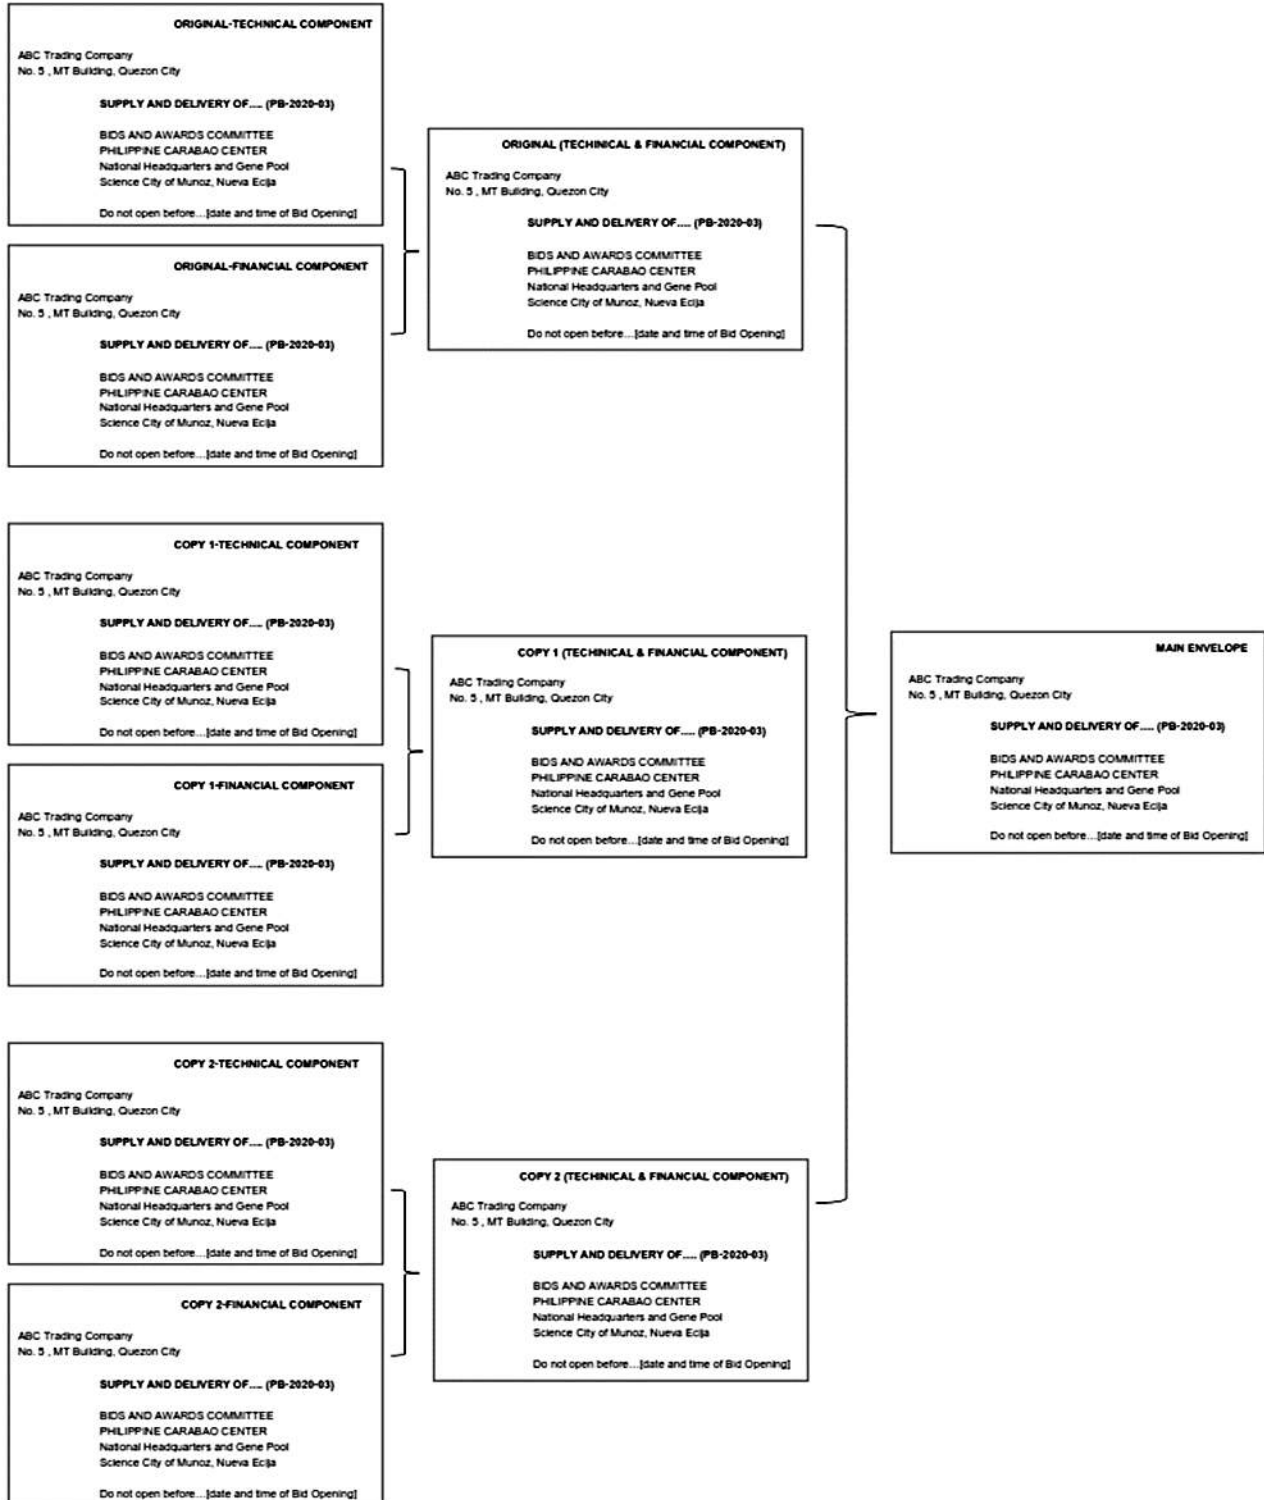 ORIGINAL-TECHNICAL COMPONENT
ABC Trading Company
No. 5 , MT Building, Quezon City
SUPPLY AND DELIVERY OF.... (PB-2020-03)
BIDS AND AWARDS COMMITTEE
PHILIPPINE CARABAO CENTER
National Headquarters and Gene Pool
Science City of Munoz, Nueva Ecija
Do not open before...[date and time of Bid Opening]
ORIGINAL-FINANCIAL COMPONENT
ABC Trading Company
No. 5 , MT Building, Quezon City
SUPPLY AND DELIVERY OF.... (PB-2020-03)
BIDS AND AWARDS COMMITTEE
PHILIPPINE CARABAO CENTER
National Headquarters and Gene Pool
Science City of Munoz, Nueva Ecija
Do not open before...[date and time of Bid Opening]
ORIGINAL (TECHINICAL & FINANCIAL COMPONENT)
ABC Trading Company
No. 5 , MT Building, Quezon City
SUPPLY AND DELIVERY OF.... (PB-2020-03)
BIDS AND AWARDS COMMITTEE
PHILIPPINE CARABAO CENTER
National Headquarters and Gene Pool
Science City of Munoz, Nueva Ecija
Do not open before...[date and time of Bid Opening]
COPY 1-TECHNICAL COMPONENT
ABC Trading Company
No. 5 , MT Building, Quezon City
SUPPLY AND DELIVERY OF.... (PB-2020-03)
BIDS AND AWARDS COMMITTEE
PHILIPPINE CARABAO CENTER
National Headquarters and Gene Pool
Science City of Munoz, Nueva Ecija
Do not open before...[date and time of Bid Opening]
COPY 1-FINANCIAL COMPONENT
ABC Trading Company
No. 5 , MT Building, Quezon City
SUPPLY AND DELIVERY OF.... (PB-2020-03)
BIDS AND AWARDS COMMITTEE
PHILIPPINE CARABAO CENTER
National Headquarters and Gene Pool
Science City of Munoz, Nueva Ecija
Do not open before...[date and time of Bid Opening]
COPY 1 (TECHINICAL & FINANCIAL COMPONENT)
ABC Trading Company
No. 5 , MT Building, Quezon City
SUPPLY AND DELIVERY OF.... (PB-2020-03)
BIDS AND AWARDS COMMITTEE
PHILIPPINE CARABAO CENTER
National Headquarters and Gene Pool
Science City of Munoz, Nueva Ecija
Do not open before...[date and time of Bid Opening]
COPY 2-TECHNICAL COMPONENT
ABC Trading Company
No. 5 , MT Building, Quezon City
SUPPLY AND DELIVERY OF.... (PB-2020-03)
BIDS AND AWARDS COMMITTEE
PHILIPPINE CARABAO CENTER
National Headquarters and Gene Pool
Science City of Munoz, Nueva Ecija
Do not open before...[date and time of Bid Opening]
COPY 2-FINANCIAL COMPONENT
ABC Trading Company
No. 5 , MT Building, Quezon City
SUPPLY AND DELIVERY OF.... (PB-2020-03)
BIDS AND AWARDS COMMITTEE
PHILIPPINE CARABAO CENTER
National Headquarters and Gene Pool
Science City of Munoz, Nueva Ecija
Do not open before...[date and time of Bid Opening]
COPY 2 (TECHINICAL & FINANCIAL COMPONENT)
ABC Trading Company
No. 5 , MT Building, Quezon City
SUPPLY AND DELIVERY OF.... (PB-2020-03)
BIDS AND AWARDS COMMITTEE
PHILIPPINE CARABAO CENTER
National Headquarters and Gene Pool
Science City of Munoz, Nueva Ecija
Do not open before...[date and time of Bid Opening]
MAIN ENVELOPE
ABC Trading Company
No. 5 , MT Building, Quezon City
SUPPLY AND DELIVERY OF.... (PB-2020-03)
BIDS AND AWARDS COMMITTEE
PHILIPPINE CARABAO CENTER
National Headquarters and Gene Pool
Science City of Munoz, Nueva Ecija
Do not open before...[date and time of Bid Opening]